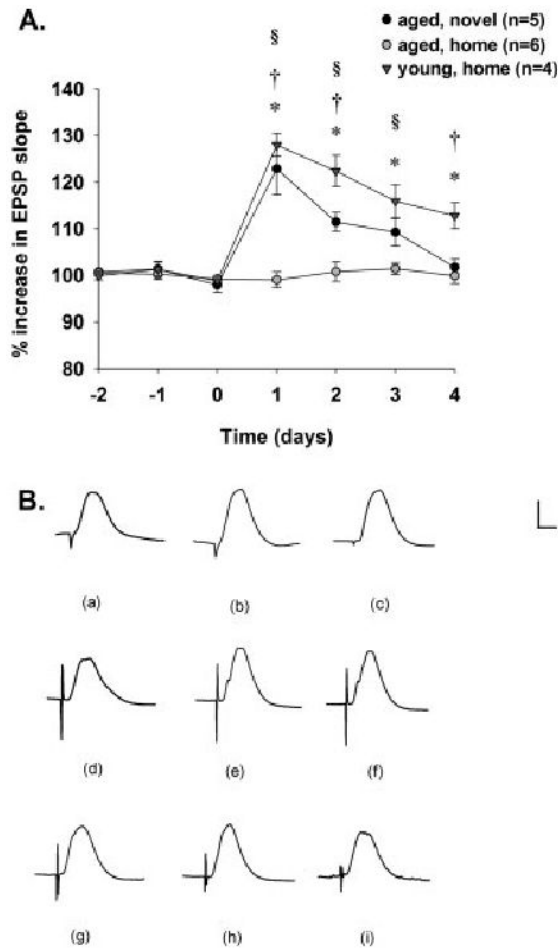 A.
aged, novel (n=5)
aged, home (n=6)
young, home (n=4)
§
† § §
* † * †
* *
% increase in EPSP slope
140
130
120
110
100
90
80
-2 -1 0 1 2 3 4
Time (days)
B.
(a) (b) (c)
(d) (e) (f)
(g) (h) (i)